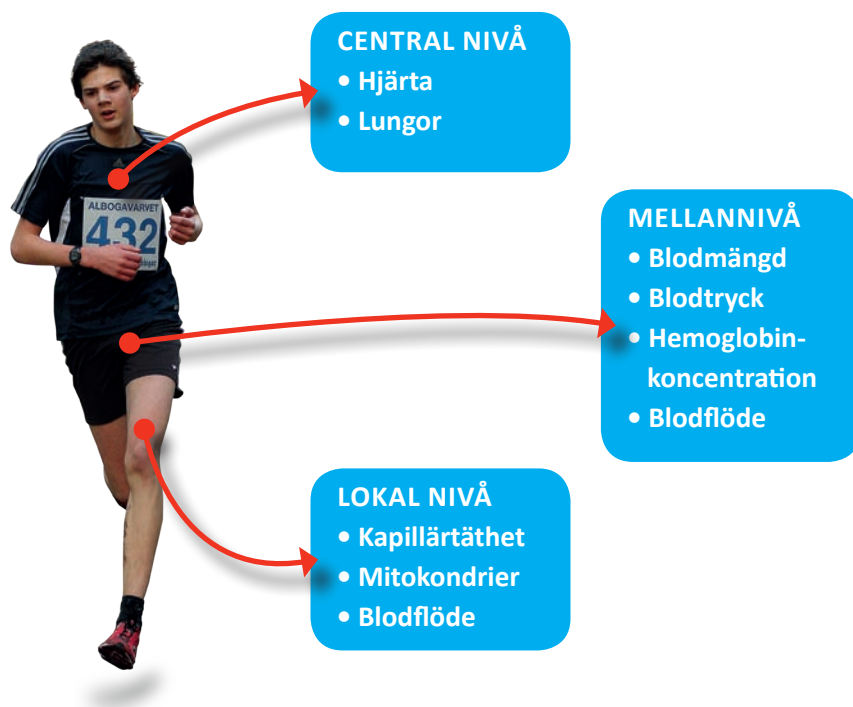 CENTRAL NIVÅ
• Hjärta
• Lungor
ALBOGAVARVET
432
MELLANNIVÅ
• Blodmängd
• Blodtryck
• Hemoglobin-
koncentration
• Blodflöde
LOKAL NIVÅ
• Kapillärtäthet
• Mitokondrier
• Blodflöde